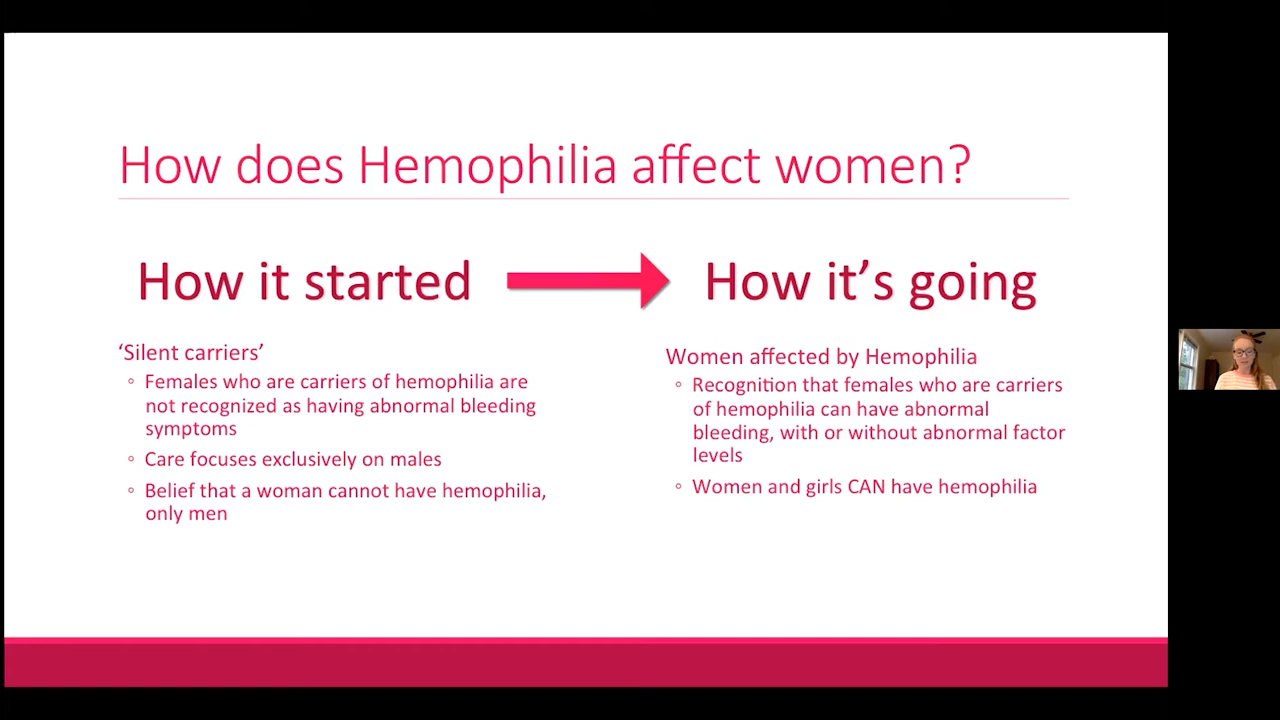 How does Hemophilia affect women?
How it started
How it's going
‘Silent carriers’
◦ Females who are carriers of hemophilia are
not recognized as having abnormal bleeding
symptoms
◦ Care focuses exclusively on males
◦ Belief that a woman cannot have hemophilia,
only men
Women affected by Hemophilia
◦ Recognition that females who are carriers
of hemophilia can have abnormal
bleeding, with or without abnormal factor
levels
◦ Women and girls CAN have hemophilia